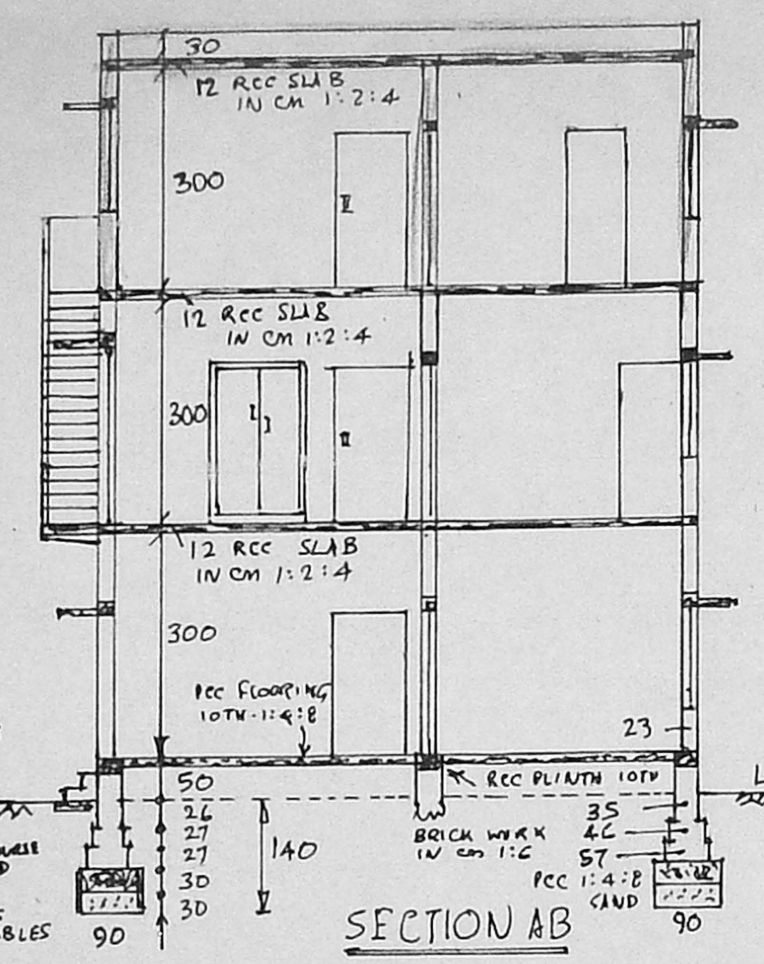 30
12 RCC SLAB
IN CM 1:2:4
300
12 RCC SLAB
IN CM 1:2:4
300
12 RCC SLAB
IN CM 1:2:4
300
PCC FLOORING
10TH. 1:4:8
23
50
RCC PLINTH 10TH
L
26
35
27
BRICK WORK
IN CM 1:6
46
27
140
57
30
PCC 1:4:8
30
SAND
BLES
90
SECTION AB
90